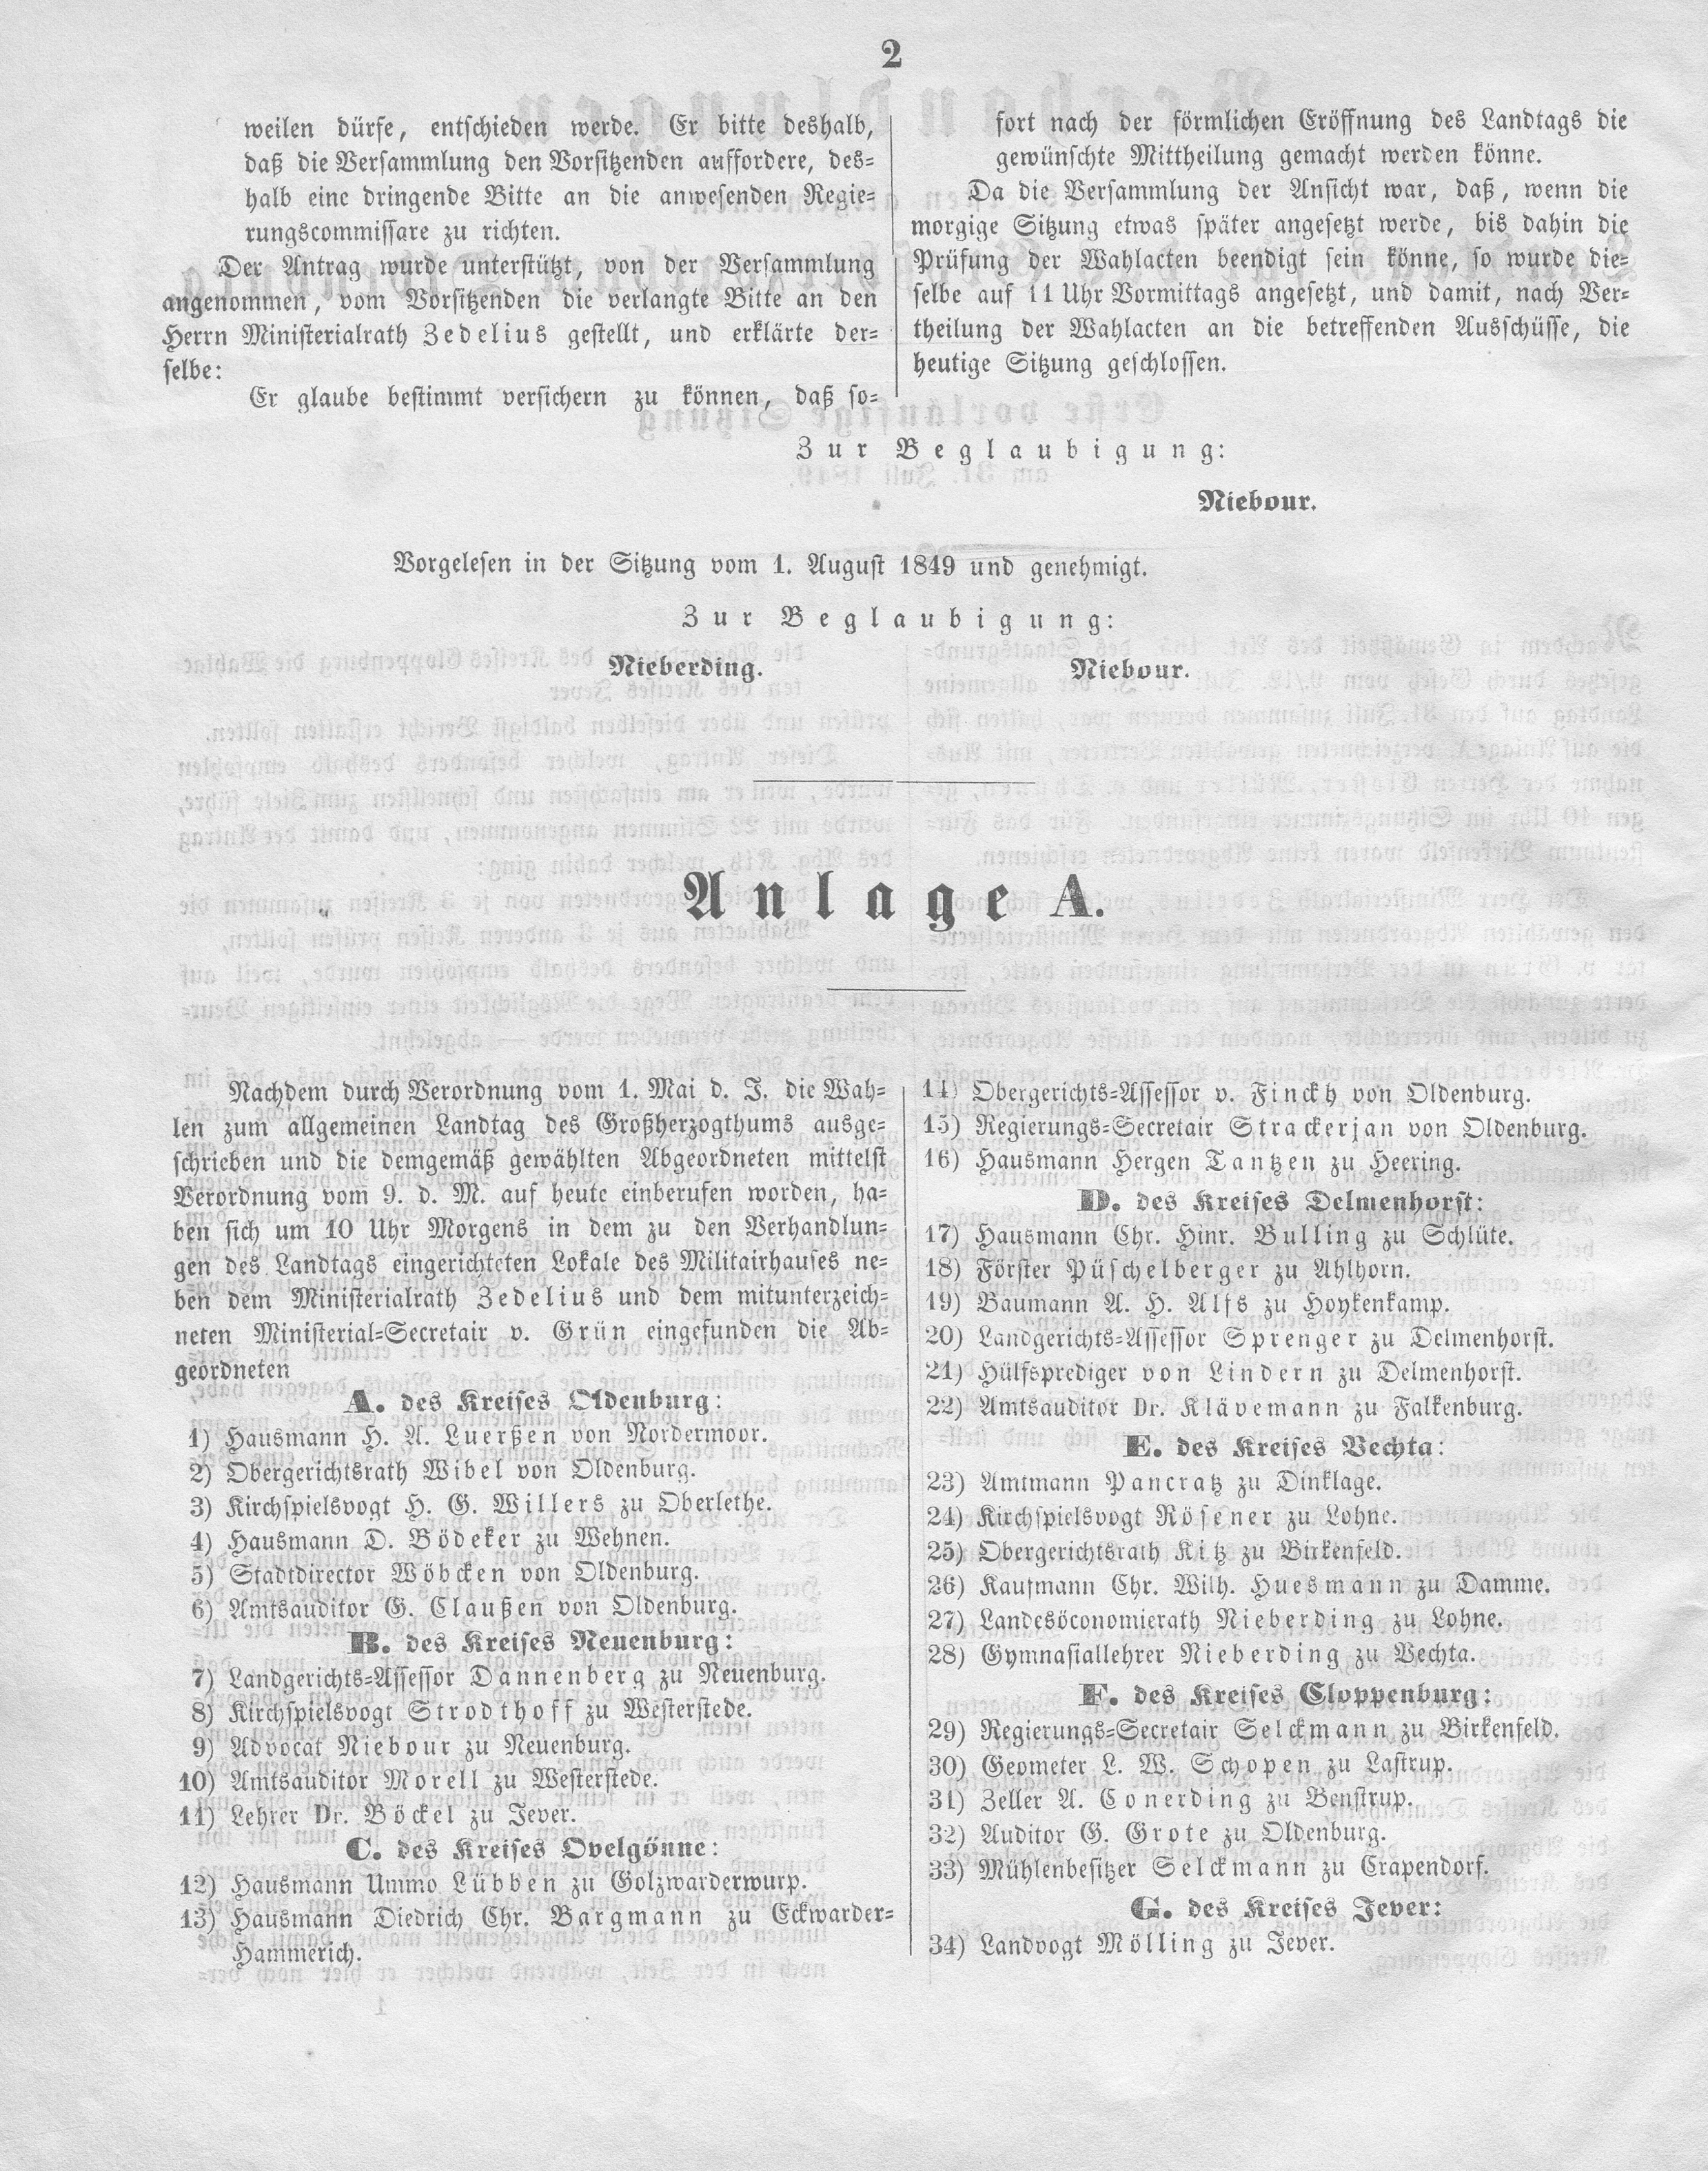 2
weilen dürfe, entschieden werde. Er bitte deshalb,
daß die Versammlung den Vorsitzenden auffordere, des-
halb eine dringende Bitte an die anwesenden Regie-
rungscommissare zu richten.
Der Antrag wurde unterstützt, von der Versammlung
angenommen, vom Vorsitzenden die verlangte Bitte an den
Herrn Ministerialrath Zedelius gestellt, und erklärte der-
selbe:
Er glaube bestimmt versichern zu können, daß so-
fort nach der förmlichen Eröffnung des Landtags die
gewünschte Mittheilung gemacht werden könne.
Da die Versammlung der Ansicht war, daß, wenn die
morgige Sitzung etwas später angesetzt werde, bis dahin die
Prüfung der Wahlacten beendigt sein könne, so wurde die-
selbe auf 11 Uhr Vormittags angesetzt, und damit, nach Ver-
theilung der Wahlacten an die betreffenden Ausschüsse, die
heutige Sitzung geschlossen.
Zur Beglaubigung:
Niebour.
Vorgelesen in der Sitzung vom 1. August 1849 und genehmigt.
Zur Beglaubigung:
Nieberding. Niebour.
Anlage A.
Nachdem durch Verordnung vom 1. Mai d. J. die Wah-
len zum allgemeinen Landtag des Großherzogthums ausge-
schrieben und die demgemäß gewählten Abgeordneten mittelst
Verordnung vom 9. d. M. auf heute einberufen worden, ha-
ben sich um 10 Uhr Morgens in dem zu den Verhandlun-
gen des Landtags eingerichteten Lokale des Militairhauses ne-
ben dem Ministerialrath Zedelius und dem mitunterzeich-
neten Ministerial-Secretair v. Grün eingefunden die Ab-
geordneten
A. des Kreises Oldenburg:
1) Hausmann H. A. Luerßen von Nordermoor.
2) Obergerichtsrath Wibel von Oldenburg.
3) Kirchspielsvogt H. G. Willers zu Oberlethe.
4) Hausmann D. Bödeker zu Wehnen.
5) Stadtdirector Wöbcken von Oldenburg.
6) Amtsauditor G. Claußen von Oldenburg.
B. des Kreises Neuenburg:
7) Landgerichts-Assessor Dannenberg zu Neuenburg.
8) Kirchspielsvogt Strodthoff zu Westerstede.
9) Advocat Niebour zu Neuenburg.
10) Amtsauditor Morell zu Westerstede.
11) Lehrer Dr. Böckel zu Jever.
C. des Kreises Ovelgönne:
12) Hausmann Ummo Lübben zu Golzwarderwurp.
13) Hausmann Diedrich Chr. Bargmann zu Eckwarder-
Hammerich.
14) Obergerichts-Assessor v. Finckh von Oldenburg.
15) Regierungs-Secretair Strackerjan von Oldenburg.
16) Hausmann Hergen Tantzen zu Heering.
D. des Kreises Delmenhorst:
17) Hausmann Chr. Hinr. Bulling zu Schlüte.
18) Förster Püschelberger zu Ahlhorn.
19) Baumann A. H. Alfs zu Hoykenkamp.
20) Landgerichts-Assessor Sprenger zu Delmenhorst.
21) Hülfsprediger von Lindern zu Delmenhorst.
22) Amtsauditor Dr. Klävemann zu Falkenburg.
E. des Kreises Vechta:
23) Amtmann Pancratz zu Dinklage.
24) Kirchspielsvogt Rösener zu Lohne.
25) Obergerichtsrath Kitz zu Birkenfeld.
26) Kaufmann Chr. Wilh. Huesmann zu Damme.
27) Landesöconomierath Nieberding zu Lohne.
28) Gymnasiallehrer Nieberding zu Vechta.
F. des Kreises Cloppenburg:
29) Regierungs-Secretair Selckmann zu Birkenfeld.
30) Geometer L. W. Schopen zu Lastrup.
31) Zeller A. Conerding zu Benstrup.
32) Auditor G. Grote zu Oldenburg.
33) Mühlenbesitzer Selckmann zu Crapendorf.
G. des Kreises Jever:
34) Landvogt Mölling zu Jever.